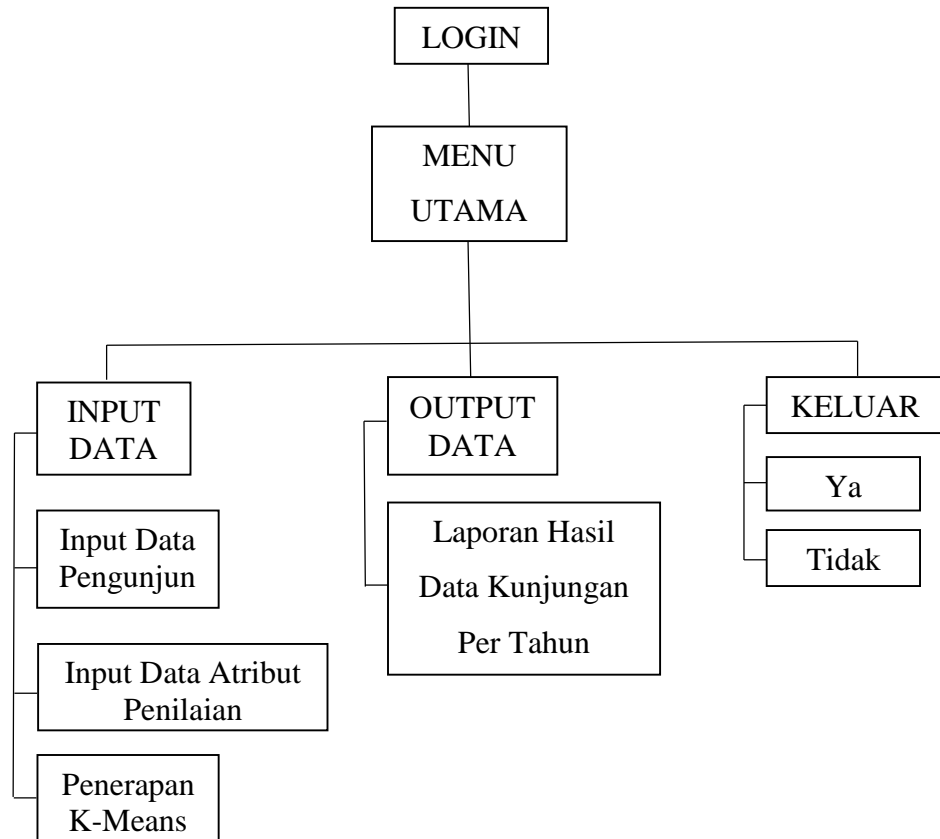 LOGIN
MENU
UTAMA
INPUT
DATA
Input Data
Pengunjun
Input Data Atribut
Penilaian
Penerapan
K-Means
OUTPUT
DATA
Laporan Hasil
Data Kunjungan
Per Tahun
KELUAR
Ya
Tidak